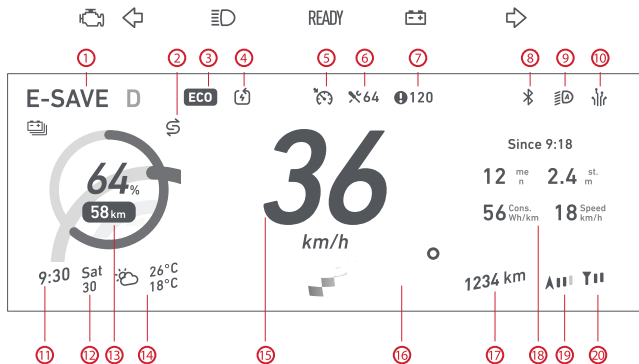 READY
1 2 3 4 5 6 7 8 9 10
E-SAVE D ECO 64 120 A
Since 9:18
64%
58 km
36
km/h
12 me n 2.4 st. m
56 Cons. Wh/km 18 Speed km/h
9:30 Sat 30 26°C 18°C
1234 km
11 12 13 14 15 16 17 18 19 20